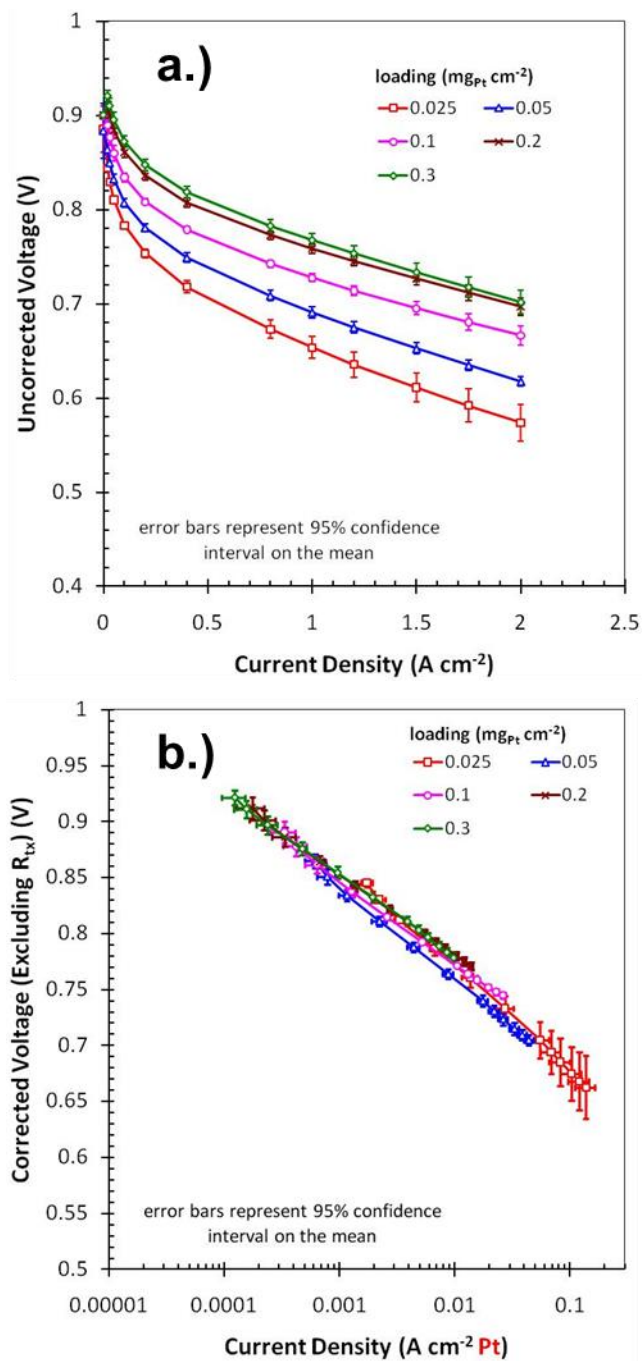 a.)
loading (mgPt cm-2)
0.025 0.05
0.1 0.2
0.3
1
0.9
0.8
0.7
0.6
0.5
0.4
Uncorrected Voltage (V)
error bars represent 95% confidence
interval on the mean
0 0.5 1 1.5 2 2.5
Current Density (A cm-2)
b.)
loading (mgPt cm-2)
0.025 0.05
0.1 0.2
0.3
1
0.95
0.9
0.85
0.8
0.75
0.7
0.65
0.6
0.55
0.5
Corrected Voltage (Excluding Rtx) (V)
error bars represent 95% confidence
interval on the mean
0.00001 0.0001 0.001 0.01 0.1
Current Density (A cm-2 Pt)